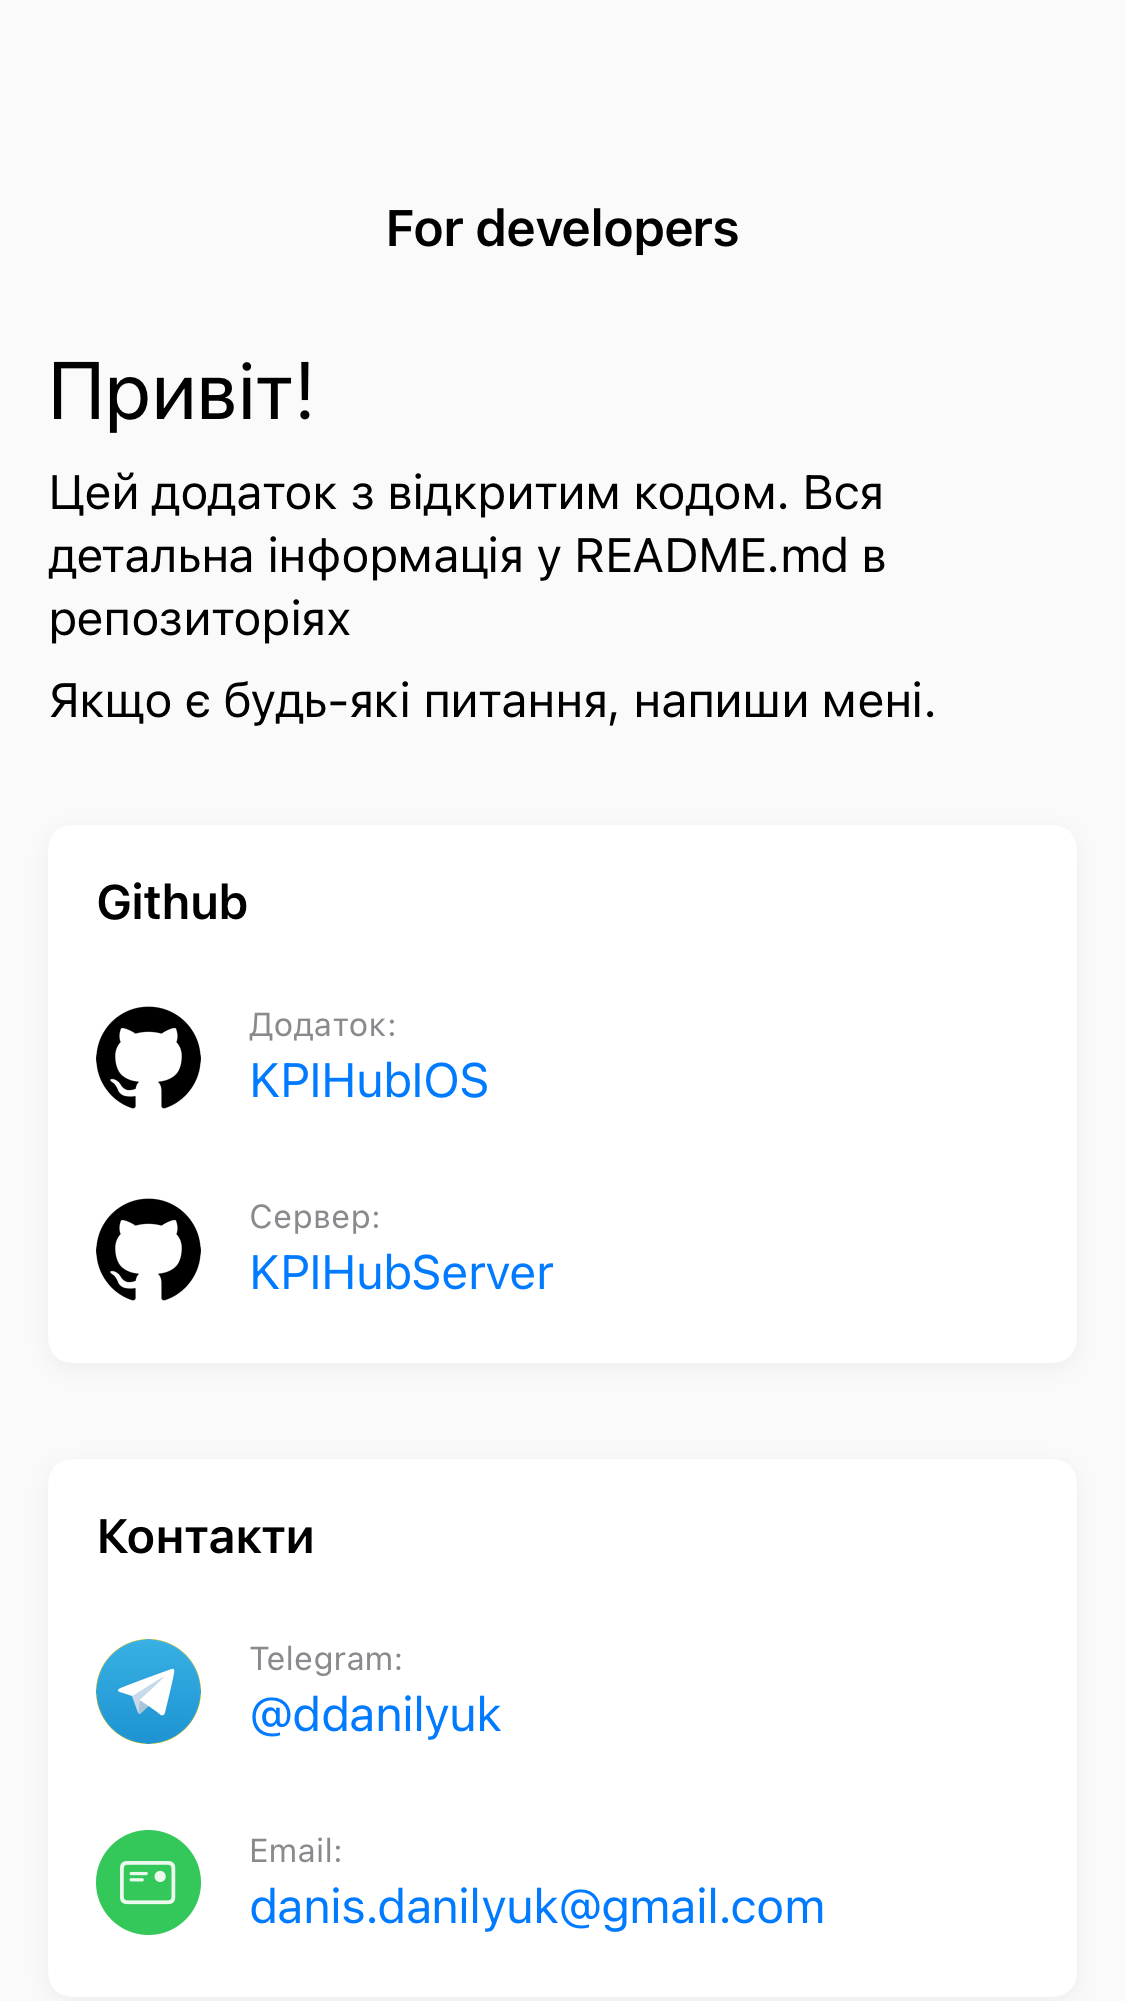 For developers
Привіт!
Цей додаток з відкритим кодом. Вся
детальна інформація у README.md в
репозиторіях
Якщо є будь-які питання, напиши мені.
Github
Додаток:
KPIHubIOS
Сервер:
KPIHubServer
Контакти
Telegram:
@ddanilyuk
Email:
danis.danilyuk@gmail.com